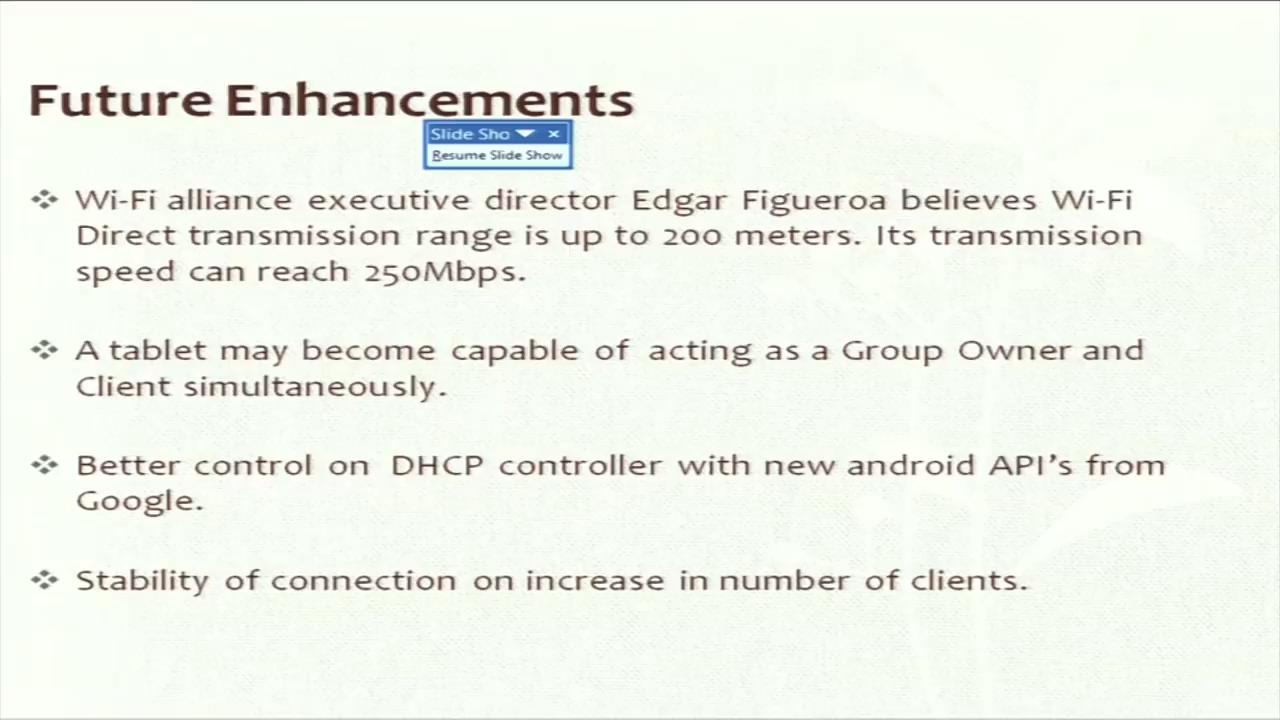 Future Enhancements
Slide Sho
Resume Slide Show
Wi-Fi alliance executive director Edgar Figueroa believes Wi-Fi
Direct transmission range is up to 200 meters. Its transmission
speed can reach 250Mbps.
A tablet may become capable of acting as a Group Owner and
Client simultaneously.
Better control on DHCP controller with new android API's from
Google.
Stability of connection on increase in number of clients.